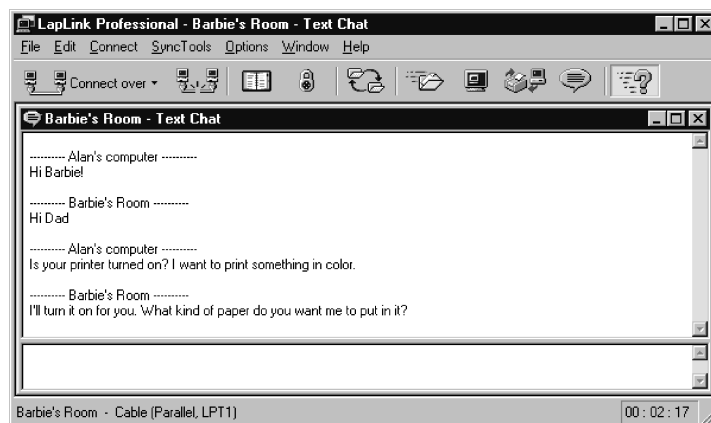 LapLink Professional - Barbie's Room - Text Chat
File Edit Connect SyncTools Options Window Help
Connect over
Barbie's Room - Text Chat
---------- Alan's computer ----------
Hi Barbie!
---------- Barbie's Room ----------
Hi Dad
---------- Alan's computer ----------
Is your printer turned on? I want to print something in color.
---------- Barbie's Room ----------
I'll turn it on for you. What kind of paper do you want me to put in it?
Barbie's Room - Cable (Parallel, LPT1) 00 : 02 : 17